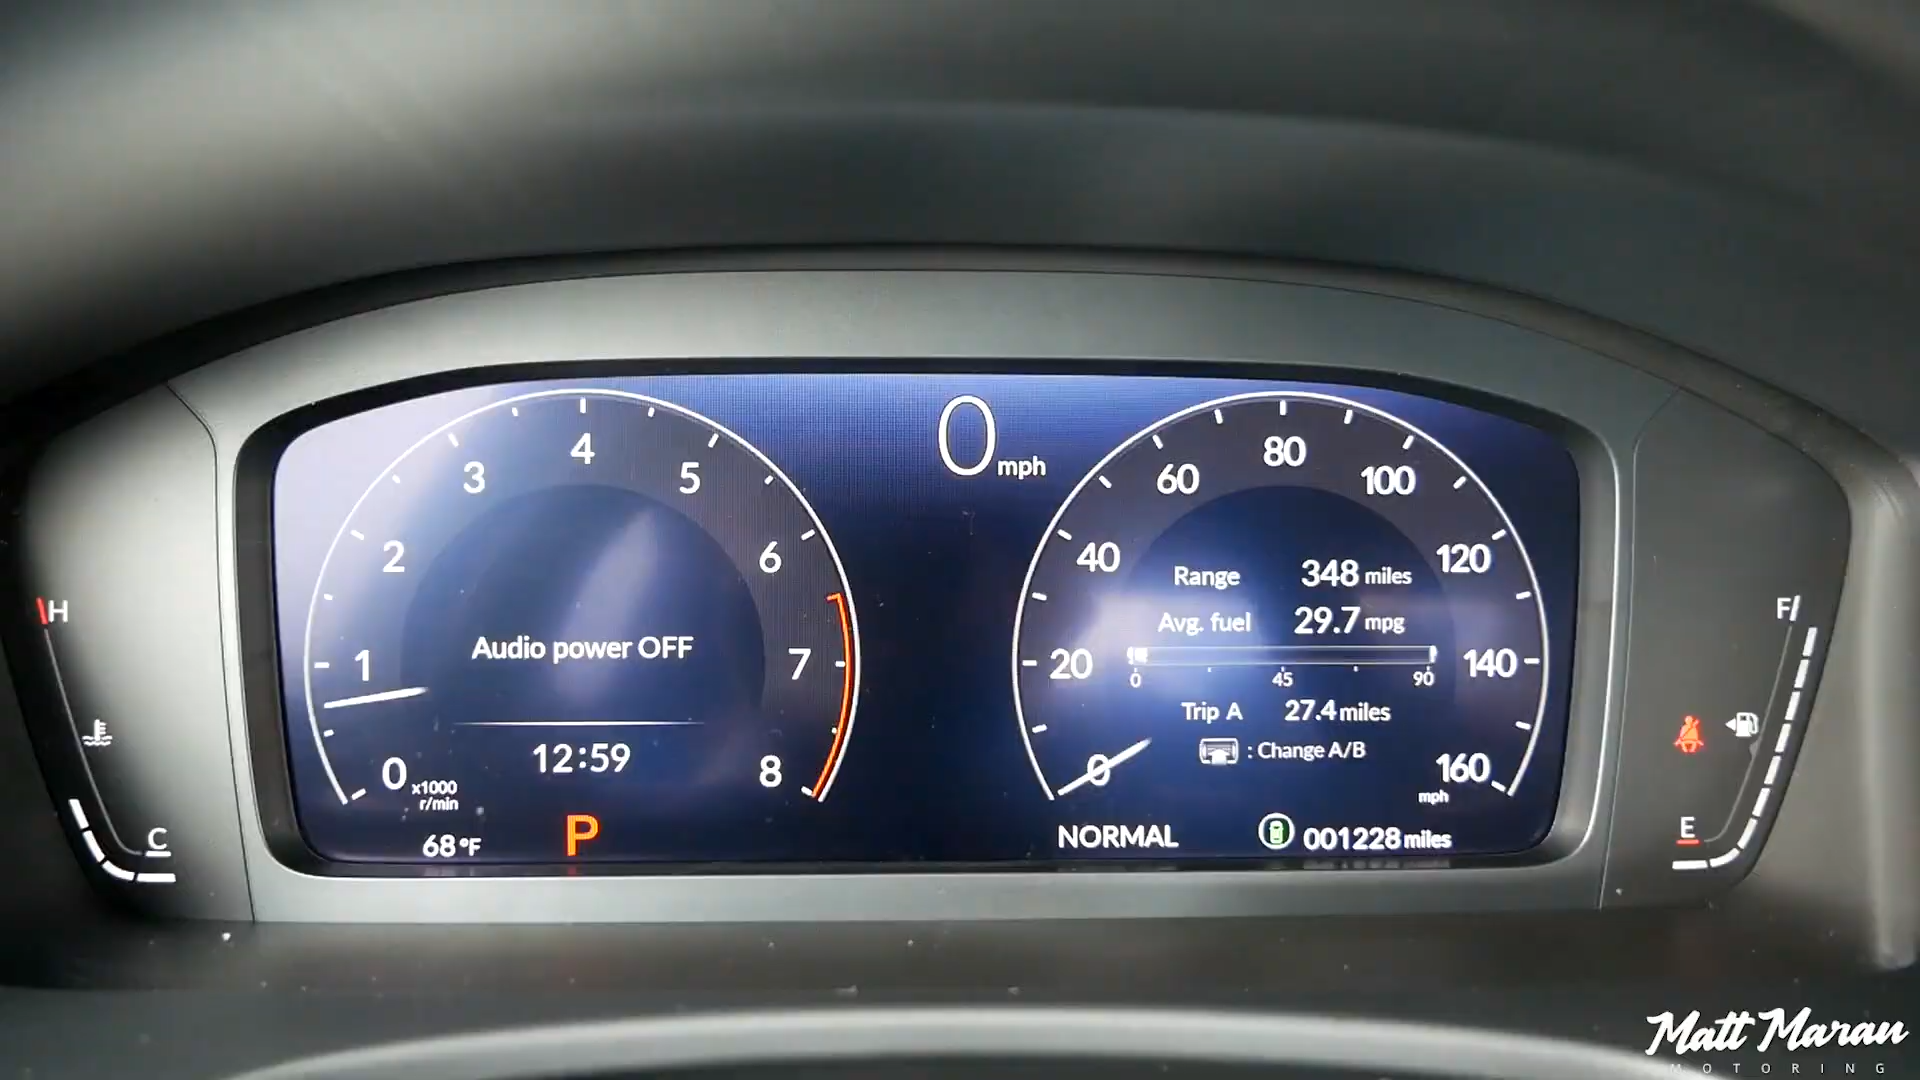 0 mph
4
3
5
2
6
1
7
0
8
x1000
r/min
Audio power OFF
12:59
68°F
P
80
60
100
40
120
20
140
0
160
mph
Range 348 miles
Avg. fuel 29.7 mpg
0 45 90
Trip A 27.4 miles
: Change A/B
NORMAL
001228 miles
H
C
F
E
Matt Maran
MOTORING